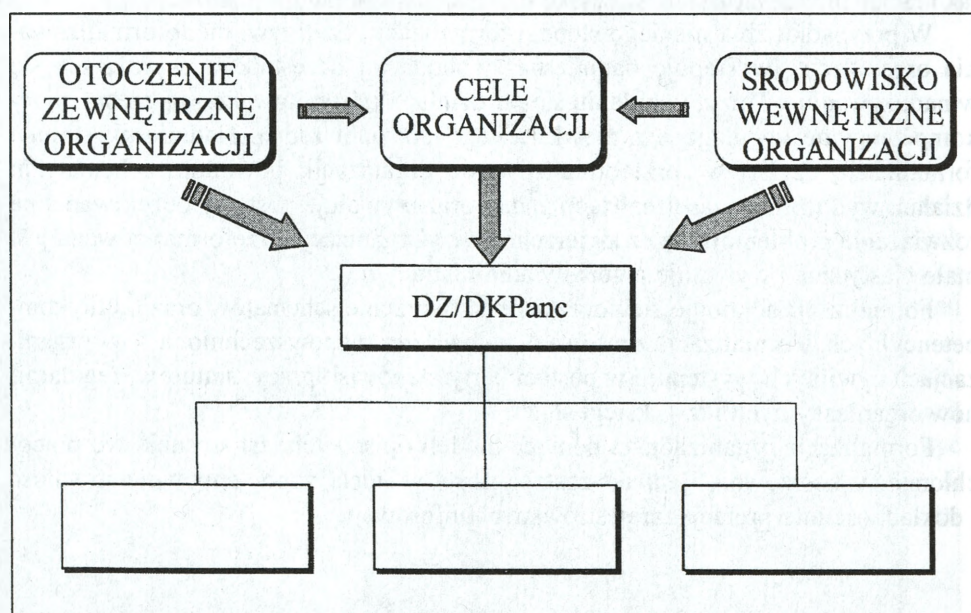 OTOCZENIE
ZEWNĘTRZNE
ORGANIZACJI
CELE
ORGANIZACJI
ŚRODOWISKO
WEWNĘTRZNE
ORGANIZACJI
DZ/DKPanc